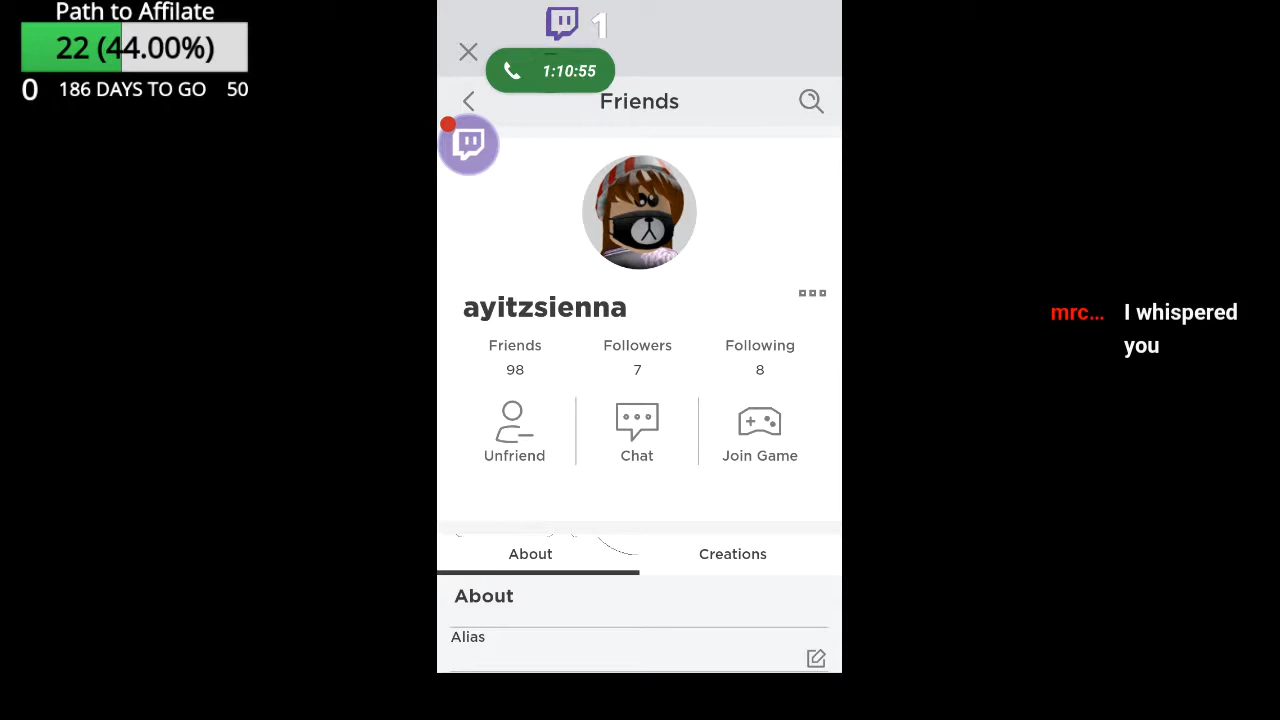 Path to Affilate
22 (44.00%)
0 186 DAYS TO GO 50
1
1:10:55
Friends
ayitzsienna
Friends Followers Following
98 7 8
Unfriend Chat Join Game
About Creations
About
Alias
mrc... I whispered
you